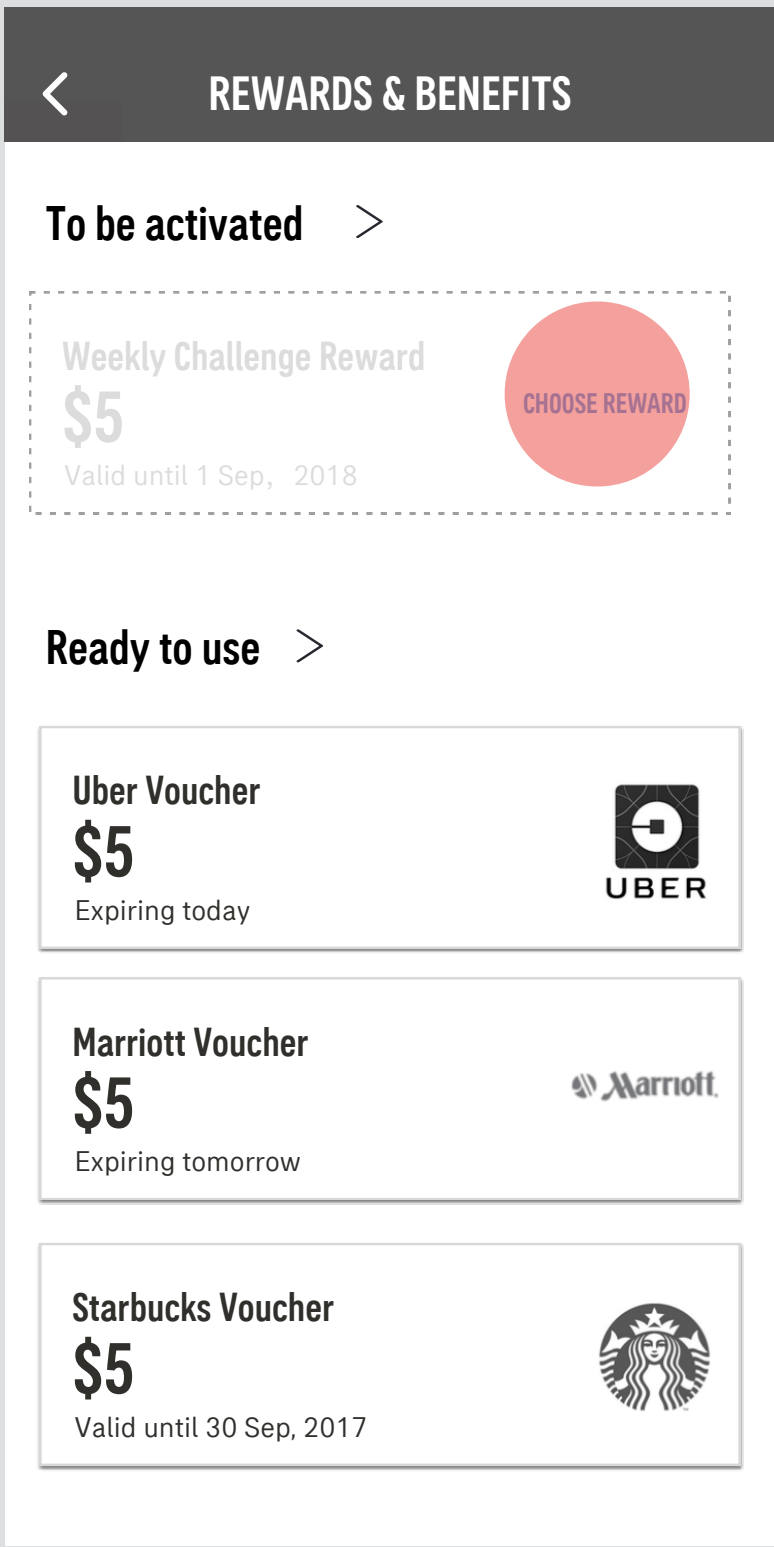 REWARDS & BENEFITS
To be activated >
Weekly Challenge Reward
$5
CHOOSE REWARD
Valid until 1 Sep,  2018
Ready to use >
Uber Voucher
$5
Expiring today
UBER
Marriott Voucher
$5
Expiring tomorrow
Marriott
Starbucks Voucher
$5
Valid until 30 Sep, 2017